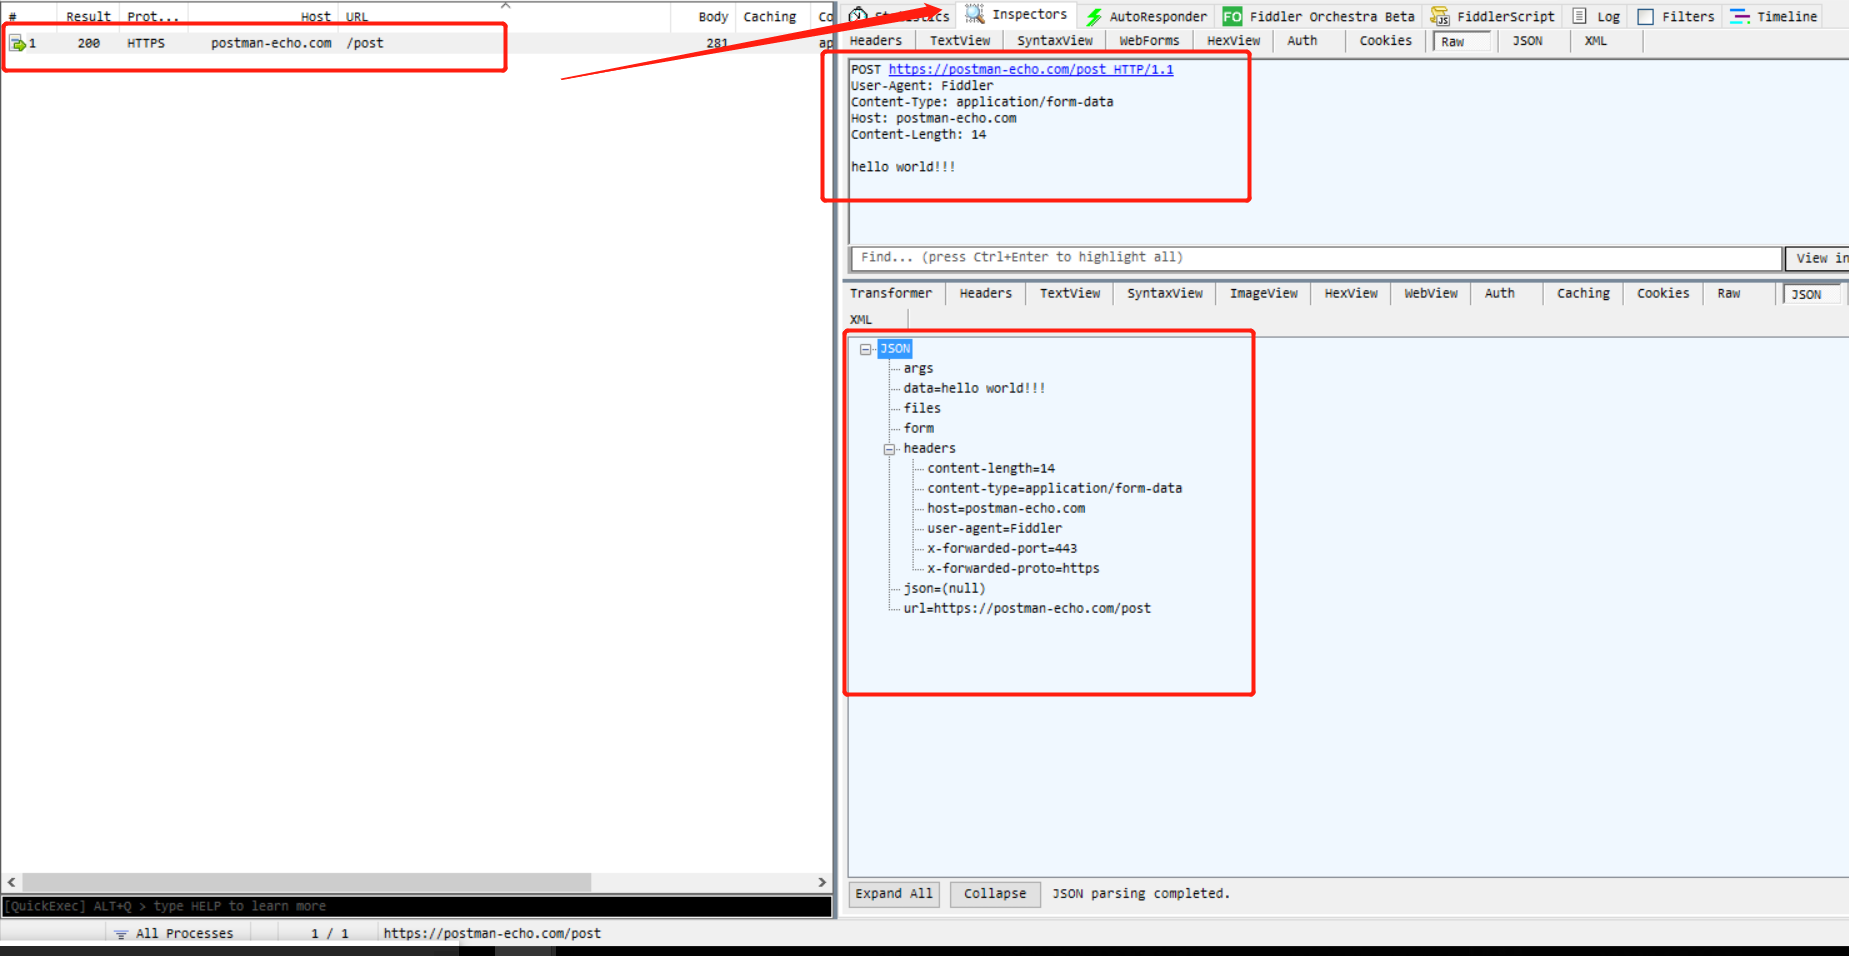 # Result Prot... Host URL Body Caching Co
1 200 HTTPS postman-echo.com /post 281 ap
Statistics Inspectors AutoResponder FO Fiddler Orchestra Beta FiddlerScript Log Filters Timeline
Headers TextView SyntaxView WebForms HexView Auth Cookies Raw JSON XML
POST https://postman-echo.com/post HTTP/1.1
User-Agent: Fiddler
Content-Type: application/form-data
Host: postman-echo.com
Content-Length: 14
hello world!!!
Find... (press Ctrl+Enter to highlight all) View in
Transformer Headers TextView SyntaxView ImageView HexView WebView Auth Caching Cookies Raw JSON
XML
JSON
args
data=hello world!!!
files
form
headers
content-length=14
content-type=application/form-data
host=postman-echo.com
user-agent=Fiddler
x-forwarded-port=443
x-forwarded-proto=https
json=(null)
url=https://postman-echo.com/post
Expand All Collapse JSON parsing completed.
[QuickExec] ALT+Q > type HELP to learn more
All Processes 1 / 1 https://postman-echo.com/post